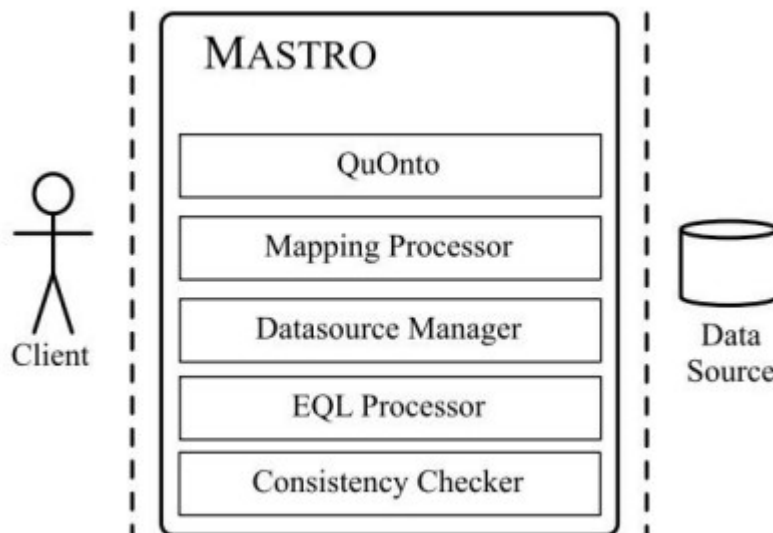 MASTRO
QuOnto
Mapping Processor
Datasource Manager
EQL Processor
Consistency Checker
Client
Data
Source